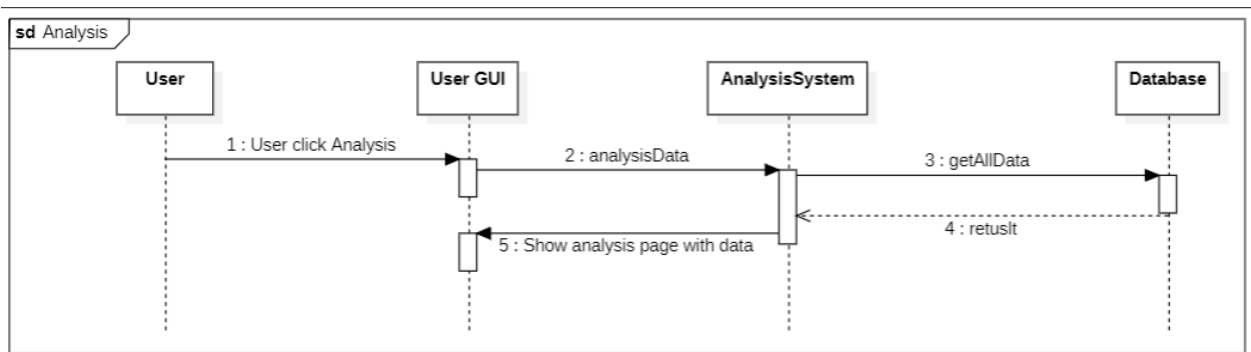 sd Analysis
User
User GUI
AnalysisSystem
Database
1 : User click Analysis
2 : analysisData
3 : getAllData
4 : retuslt
5 : Show analysis page with data